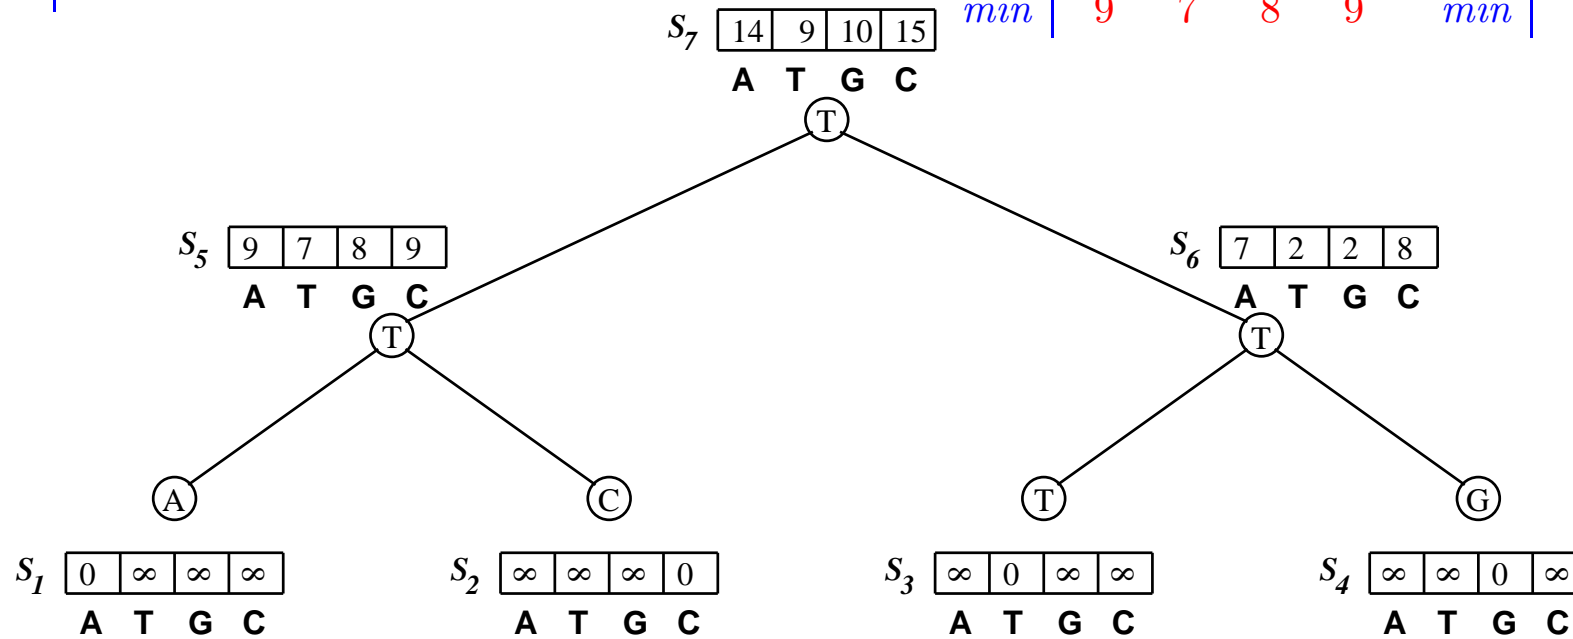 min 9 7 8 9 min
S7 14 9 10 15
A T G C
T
S5 9 7 8 9
A T G C
T
S6 7 2 2 8
A T G C
T
A
C
T
G
S1 0 ∞ ∞ ∞
A T G C
S2 ∞ ∞ ∞ 0
A T G C
S3 ∞ 0 ∞ ∞
A T G C
S4 ∞ ∞ 0 ∞
A T G C